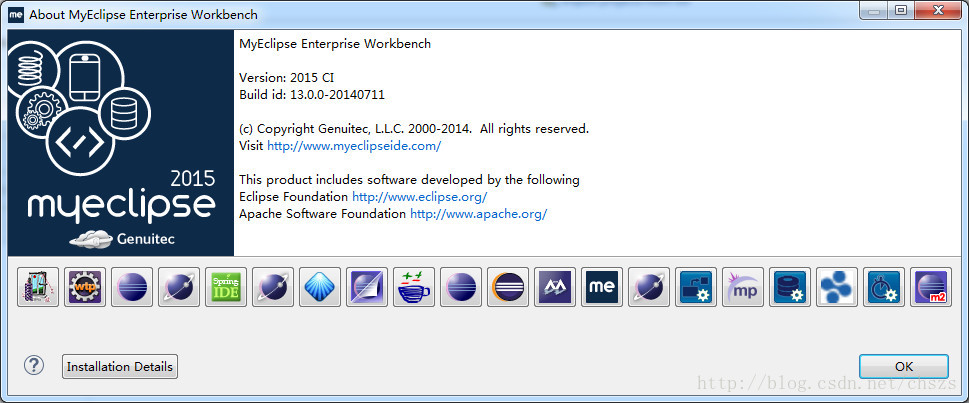 me About MyEclipse Enterprise Workbench
MyEclipse Enterprise Workbench
Version: 2015 CI
Build id: 13.0.0-20140711
(c) Copyright Genuitec, L.L.C. 2000-2014.  All rights reserved.
Visit http://www.myeclipseide.com/
This product includes software developed by the following
Eclipse Foundation http://www.eclipse.org/
Apache Software Foundation http://www.apache.org/
2015
myeclipse
Genuitec
wtp
Spring
IDE
me
mp
m2
? Installation Details
OK
http://blog.csdn.net/chszs